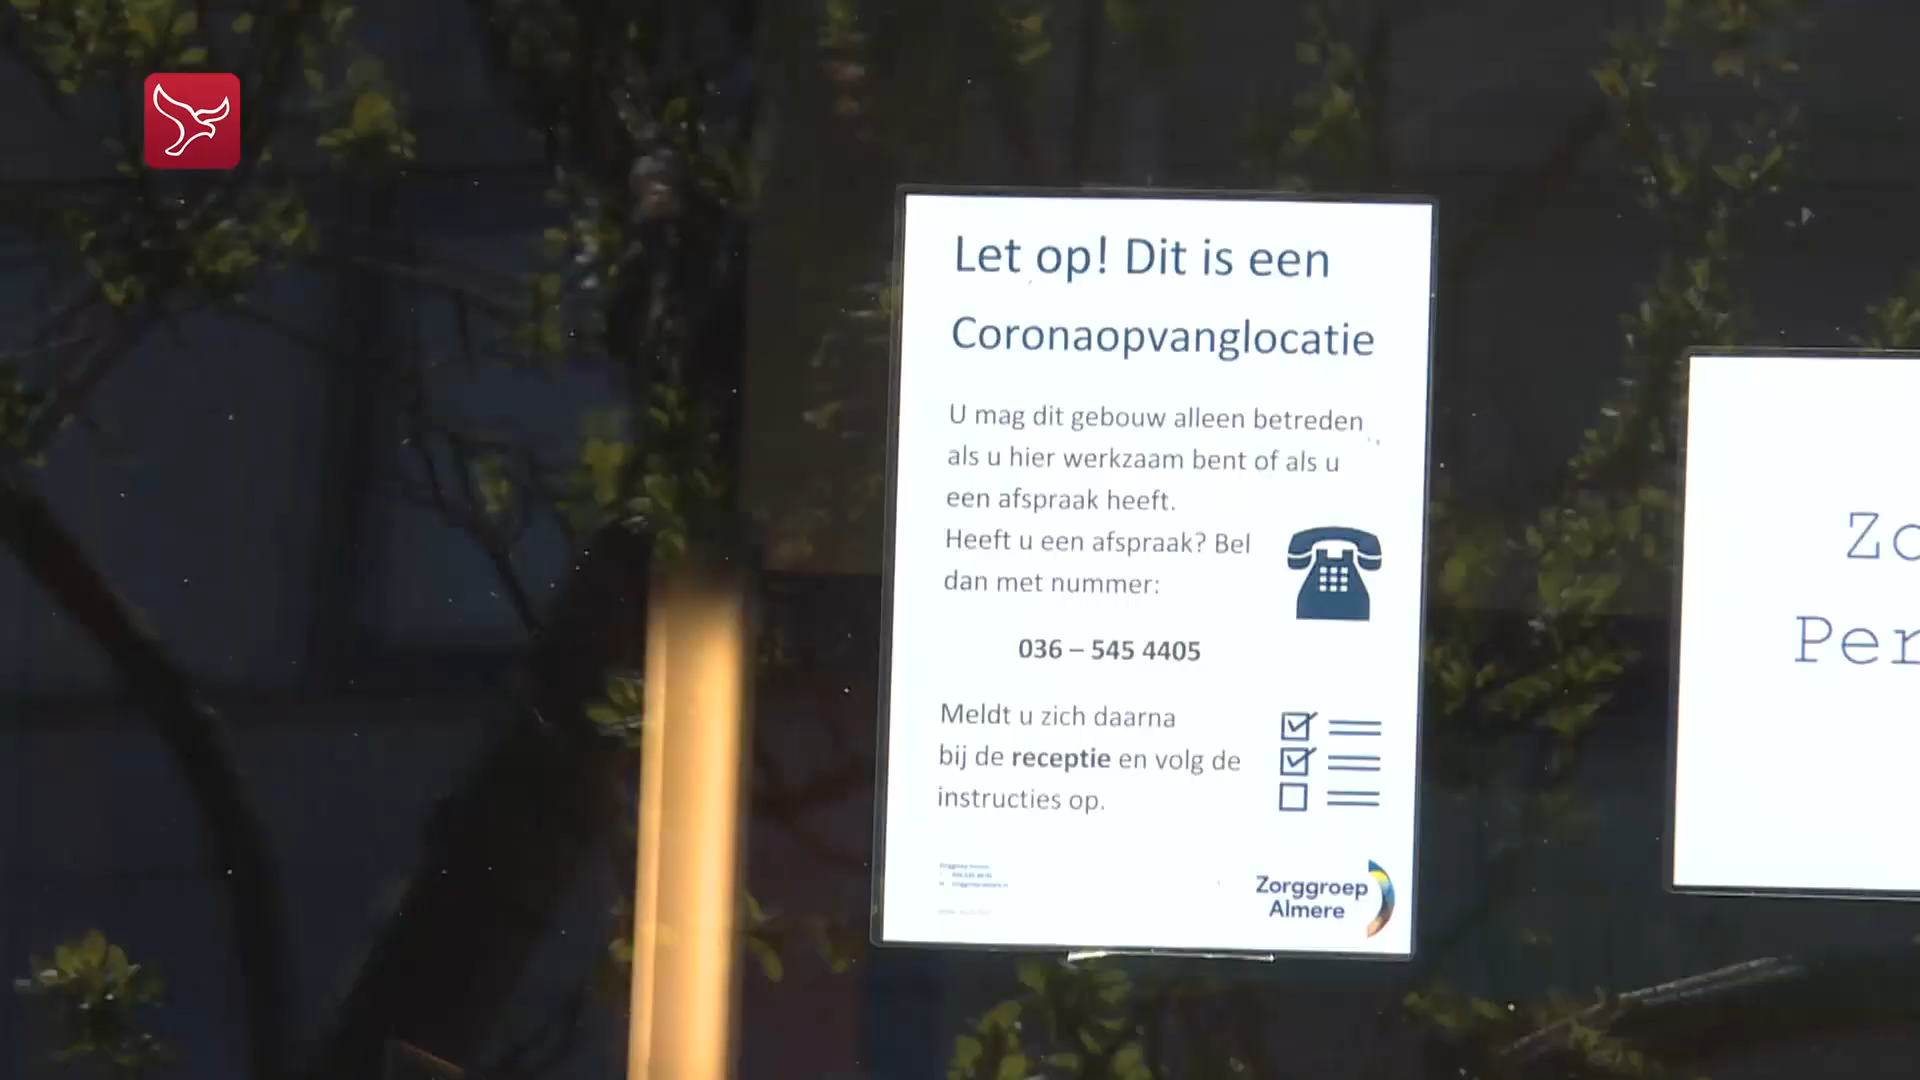 Let op! Dit is een
Coronaopvanglocatie
U mag dit gebouw alleen betreden
als u hier werkzaam bent of als u
een afspraak heeft.
Heeft u een afspraak? Bel
dan met nummer:
036 – 545 4405
Meldt u zich daarna
bij de receptie en volg de
instructies op.
Zorggroep
Almere
Zo
Per